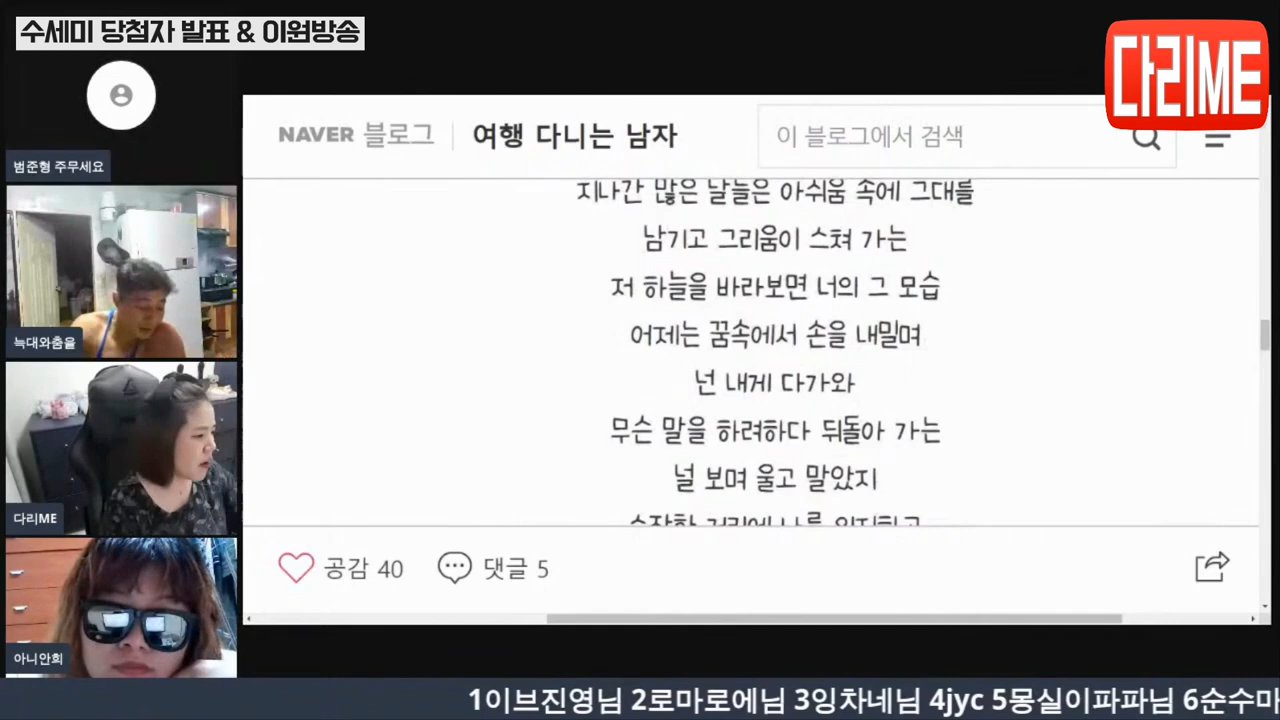 수세미 당첨자 발표 & 이원방송
다리ME
범준형 주무세요
늑대와춤을
다리ME
아니안희
NAVER 블로그
여행 다니는 남자
이 블로그에서 검색
지나간 많은 날들은 아쉬움 속에 그대를
남기고 그리움이 스쳐 가는
저 하늘을 바라보면 너의 그 모습
어제는 꿈속에서 손을 내밀며
넌 내게 다가와
무슨 말을 하려하다 뒤돌아 가는
널 보며 울고 말았지
공감 40
댓글 5
1이브진영님 2로마로에님 3잉차네님 4jyc 5몽실이파파님 6순수마